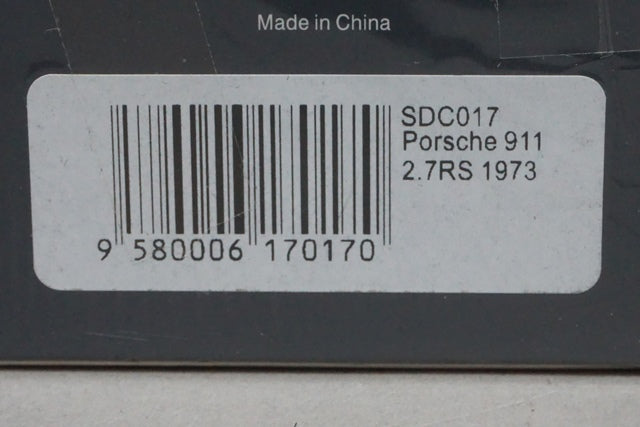 Made in China
SDC017
Porsche 911
2.7RS 1973
9 580006 170170